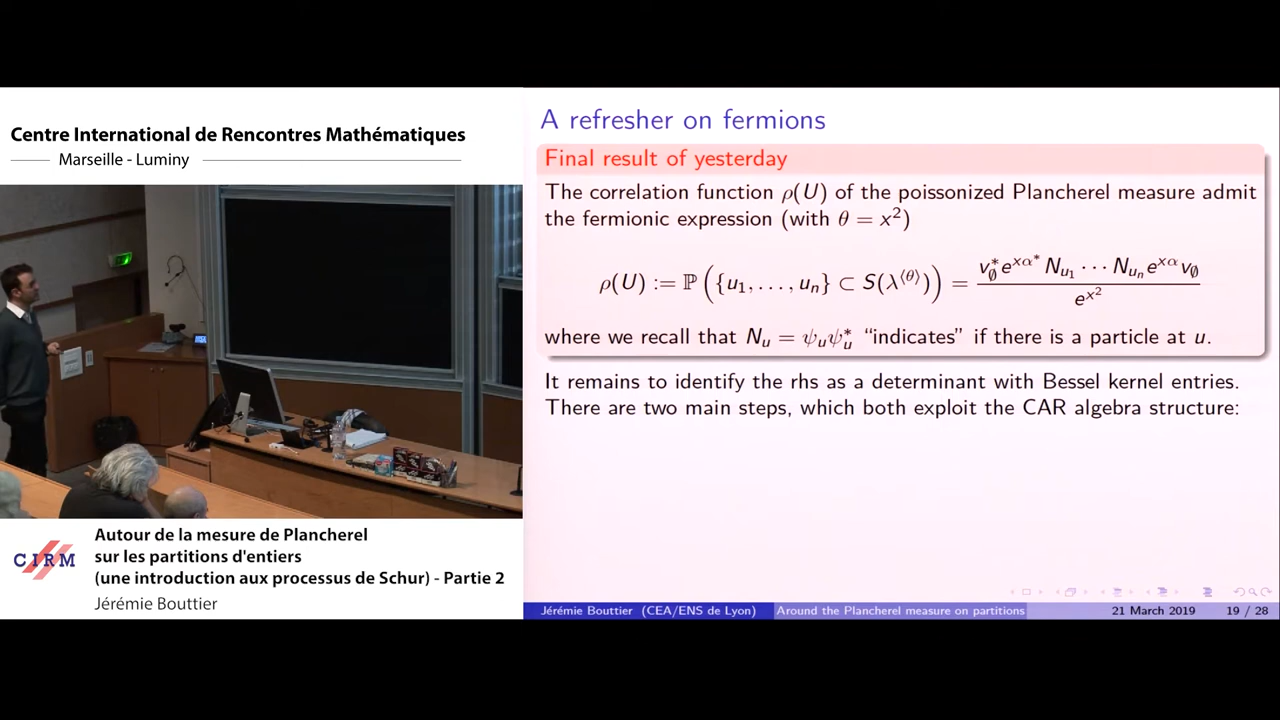 Centre International de Rencontres Mathématiques
Marseille - Luminy
A refresher on fermions
Final result of yesterday
The correlation function ρ(U) of the poissonized Plancherel measure admit
the fermionic expression (with θ = x²)
ρ(U) := ℙ ({u₁, …, uₙ} ⊂ S(λ^⟨θ⟩)) = v*_∅ e^{xα*} N_{u₁} ⋯ N_{uₙ} e^{xα} v_∅ / e^{x²}
where we recall that N_u = ψ_u ψ*_u “indicates” if there is a particle at u.
It remains to identify the rhs as a determinant with Bessel kernel entries.
There are two main steps, which both exploit the CAR algebra structure:
CIRM
Autour de la mesure de Plancherel
sur les partitions d'entiers
(une introduction aux processus de Schur) - Partie 2
Jérémie Bouttier
Jérémie Bouttier (CEA/ENS de Lyon) Around the Plancherel measure on partitions 21 March 2019 19 / 28